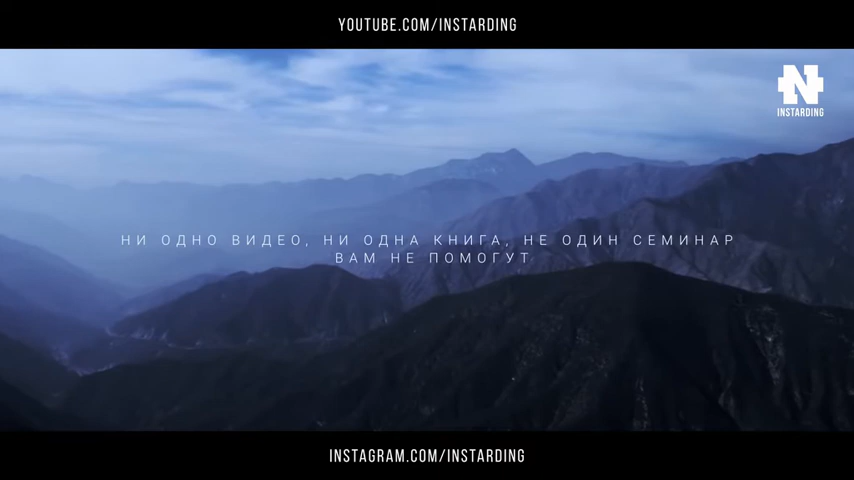 YOUTUBE.COM/INSTARDING
N
INSTARDING
НИ ОДНО ВИДЕО, НИ ОДНА КНИГА, НЕ ОДИН СЕМИНАР
ВАМ НЕ ПОМОГУТ
INSTAGRAM.COM/INSTARDING